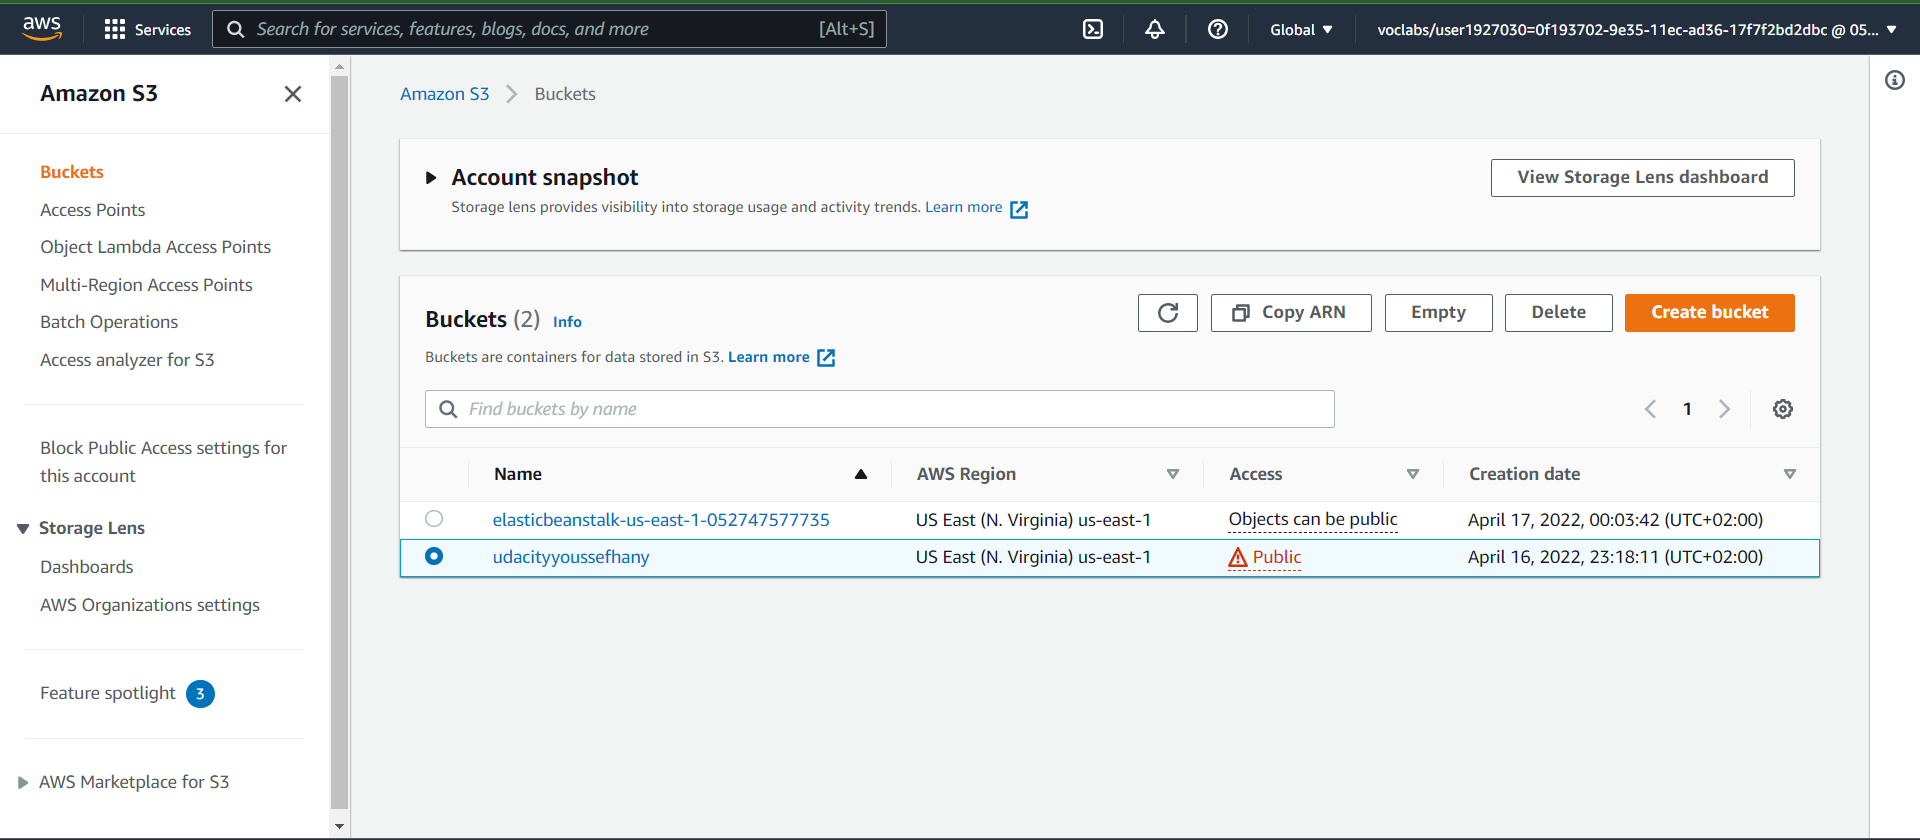 aws
Services
Search for services, features, blogs, docs, and more
[Alt+S]
Global
voclabs/user1927030=0f193702-9e35-11ec-ad36-17f7f2bd2dbc @ 05...
Amazon S3
Buckets
Access Points
Object Lambda Access Points
Multi-Region Access Points
Batch Operations
Access analyzer for S3
Block Public Access settings for
this account
Storage Lens
Dashboards
AWS Organizations settings
Feature spotlight 3
AWS Marketplace for S3
Amazon S3 Buckets
Account snapshot
View Storage Lens dashboard
Storage lens provides visibility into storage usage and activity trends. Learn more
Buckets (2) Info
Copy ARN
Empty
Delete
Create bucket
Buckets are containers for data stored in S3. Learn more
Find buckets by name
1
Name AWS Region Access Creation date
elasticbeanstalk-us-east-1-052747577735 US East (N. Virginia) us-east-1 Objects can be public April 17, 2022, 00:03:42 (UTC+02:00)
udacityyoussefhany US East (N. Virginia) us-east-1 Public April 16, 2022, 23:18:11 (UTC+02:00)